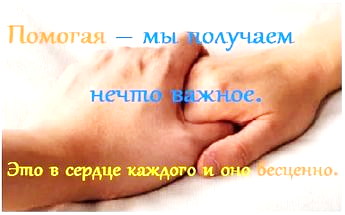 Помогая – мы получаем
нечто важное.
Это в сердце каждого и оно бесценно.